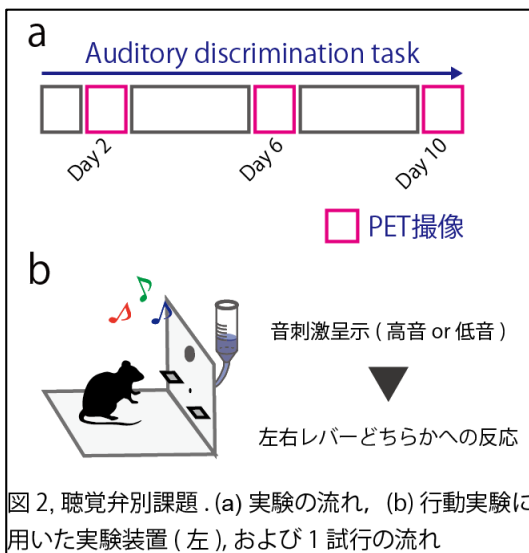 a
Auditory discrimination task
Day 2
Day 6
Day 10
PET撮像
b
音刺激呈示 ( 高音 or 低音 )
左右レバーどちらかへの反応
図 2, 聴覚弁別課題 . (a) 実験の流れ, (b) 行動実験に
用いた実験装置 ( 左 ), および 1 試行の流れ